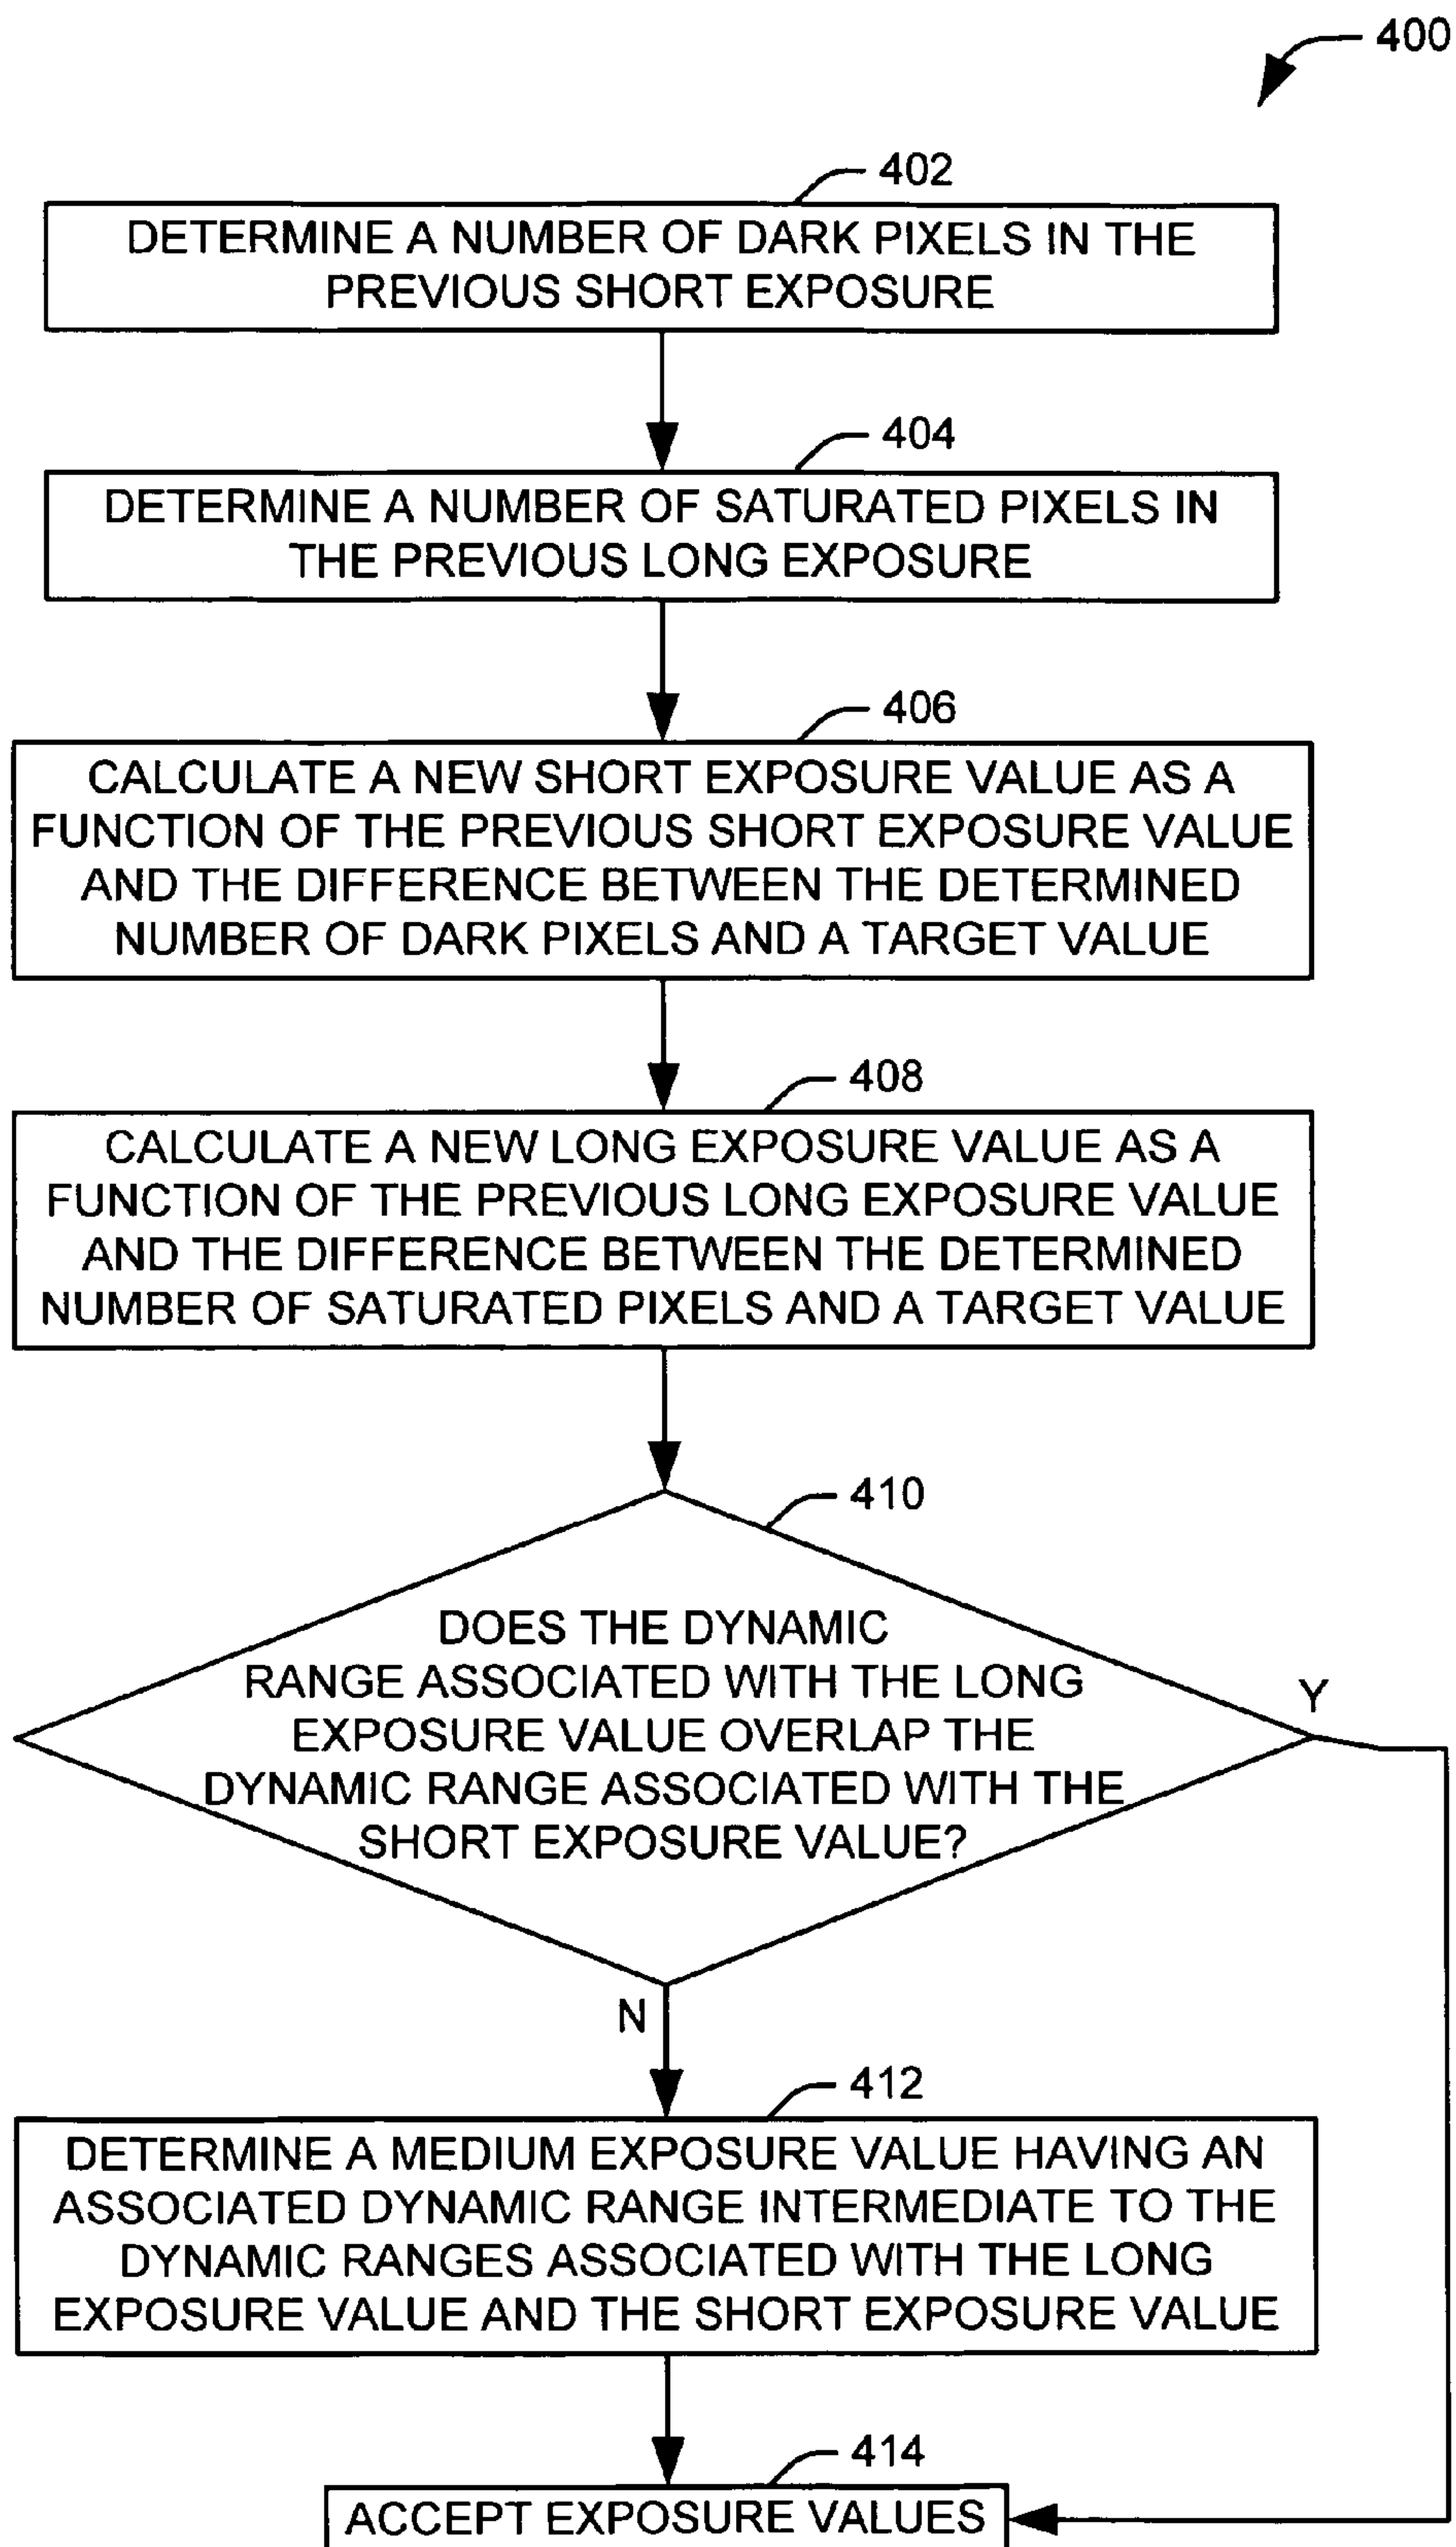 400
402
DETERMINE A NUMBER OF DARK PIXELS IN THE
PREVIOUS SHORT EXPOSURE
404
DETERMINE A NUMBER OF SATURATED PIXELS IN
THE PREVIOUS LONG EXPOSURE
406
CALCULATE A NEW SHORT EXPOSURE VALUE AS A
FUNCTION OF THE PREVIOUS SHORT EXPOSURE VALUE
AND THE DIFFERENCE BETWEEN THE DETERMINED
NUMBER OF DARK PIXELS AND A TARGET VALUE
408
CALCULATE A NEW LONG EXPOSURE VALUE AS A
FUNCTION OF THE PREVIOUS LONG EXPOSURE VALUE
AND THE DIFFERENCE BETWEEN THE DETERMINED
NUMBER OF SATURATED PIXELS AND A TARGET VALUE
410
DOES THE DYNAMIC
RANGE ASSOCIATED WITH THE LONG
EXPOSURE VALUE OVERLAP THE
DYNAMIC RANGE ASSOCIATED WITH THE
SHORT EXPOSURE VALUE?
Y
N
412
DETERMINE A MEDIUM EXPOSURE VALUE HAVING AN
ASSOCIATED DYNAMIC RANGE INTERMEDIATE TO THE
DYNAMIC RANGES ASSOCIATED WITH THE LONG
EXPOSURE VALUE AND THE SHORT EXPOSURE VALUE
414
ACCEPT EXPOSURE VALUES